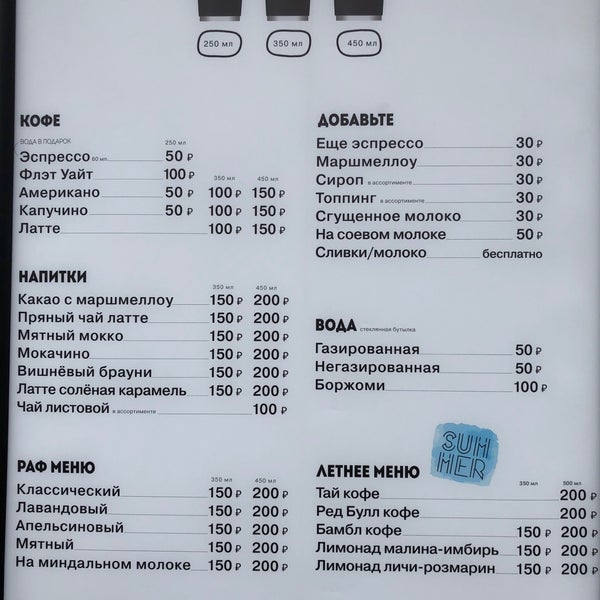 250 мл 350 мл 450 мл
КОФЕ
ВОДА В ПОДАРОК 250 мл
Эспрессо 60 мл 50 ₽
Флэт Уайт 100 ₽ 350 мл 450 мл
Американо 50 ₽ 100 ₽ 150 ₽
Капучино 50 ₽ 100 ₽ 150 ₽
Латте 100 ₽ 150 ₽
НАПИТКИ
350 мл 450 мл
Какао с маршмеллоу 150 ₽ 200 ₽
Пряный чай латте 150 ₽ 200 ₽
Мятный мокко 150 ₽ 200 ₽
Мокачино 150 ₽ 200 ₽
Вишнёвый брауни 150 ₽ 200 ₽
Латте солёная карамель 150 ₽ 200 ₽
Чай листовой в ассортименте 100 ₽
РАФ МЕНЮ
350 мл 450 мл
Классический 150 ₽ 200 ₽
Лавандовый 150 ₽ 200 ₽
Апельсиновый 150 ₽ 200 ₽
Мятный 150 ₽ 200 ₽
На миндальном молоке 150 ₽ 200 ₽
ДОБАВЬТЕ
Еще эспрессо 30 ₽
Маршмеллоу 30 ₽
Сироп в ассортименте 30 ₽
Топпинг в ассортименте 30 ₽
Сгущенное молоко 30 ₽
На соевом молоке 50 ₽
Сливки/молоко бесплатно
ВОДА стеклянная бутылка
Газированная 50 ₽
Негазированная 50 ₽
Боржоми 100 ₽
SUM
MER
ЛЕТНЕЕ МЕНЮ 350 мл 500 мл
Тай кофе 200 ₽
Ред Булл кофе 200 ₽
Бамбл кофе 150 ₽ 200 ₽
Лимонад малина-имбирь 150 ₽ 200 ₽
Лимонад личи-розмарин 150 ₽ 200 ₽